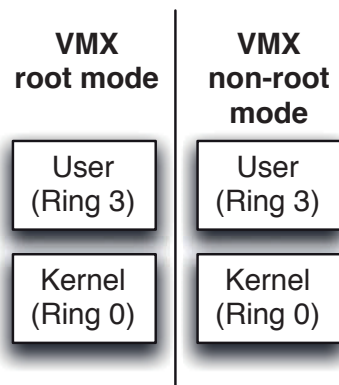 VMX
root mode
User
(Ring 3)
Kernel
(Ring 0)
VMX
non-root
mode
User
(Ring 3)
Kernel
(Ring 0)